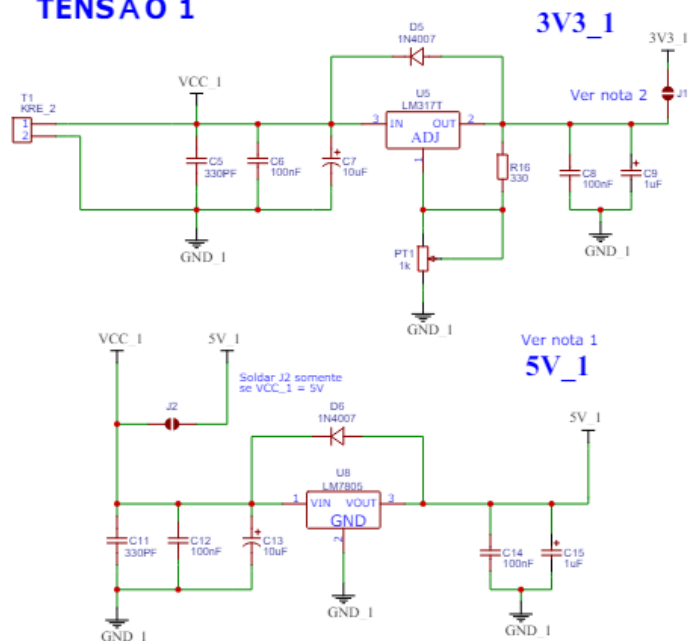 TENSÃO 1
3V3_1
D5
1N4007
3V3_1
VCC_1
T1
KRE_2
1
2
U5
LM317T
3
IN
OUT
2
ADJ
1
Ver nota 2
J1
C5
330PF
C6
100nF
C7
10uF
R16
330
C8
100nF
C9
1uF
GND_1
GND_1
PT1
1k
GND_1
VCC_1
5V_1
Ver nota 1
5V_1
J2
Soldar J2 somente
se VCC_1 = 5V
D6
1N4007
5V_1
U8
LM7805
1
VIN
VOUT
3
GND
2
C11
330PF
C12
100nF
C13
10uF
C14
100nF
C15
1uF
GND_1
GND_1
GND_1